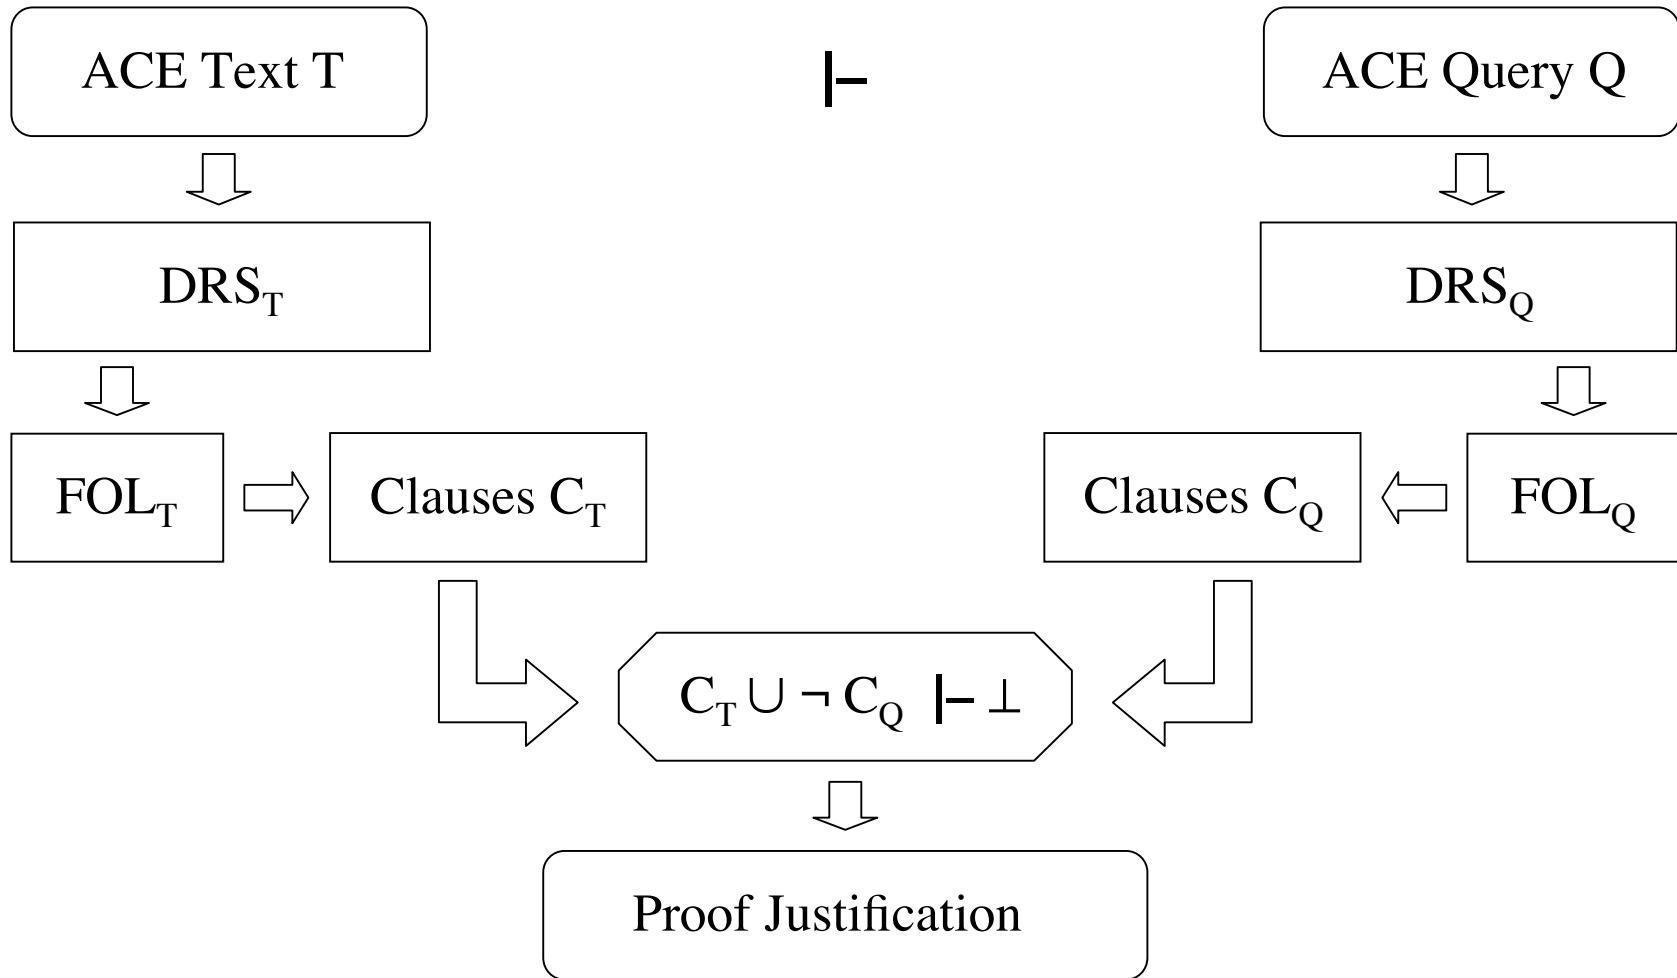 ACE Text T ⊢ ACE Query Q
DRS_T DRS_Q
FOL_T Clauses C_T Clauses C_Q FOL_Q
C_T ∪ ¬ C_Q ⊢ ⊥
Proof Justification